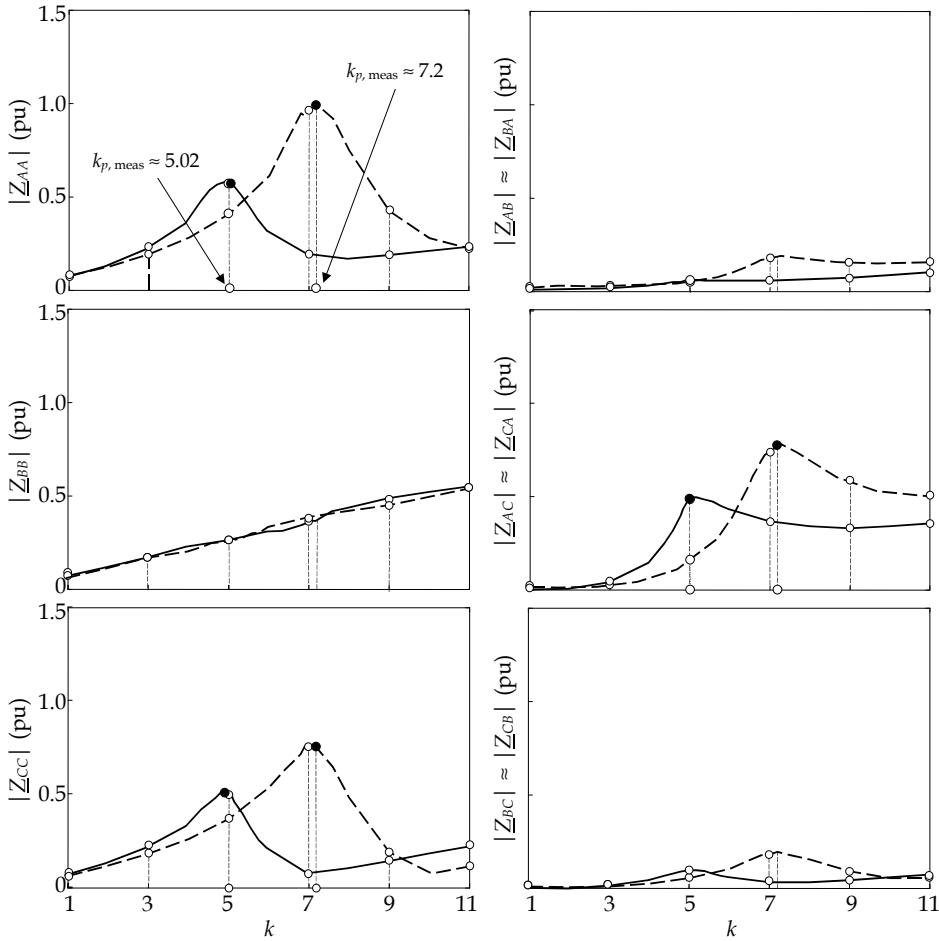 1.5
1.0
0.5
0
|Z_AA| (pu)
k_p, meas ≈ 7.2
k_p, meas ≈ 5.02
|Z_AB| ≈ |Z_BA| (pu)
1.5
1.0
0.5
0
|Z_BB| (pu)
|Z_AC| ≈ |Z_CA| (pu)
1.5
1.0
0.5
0
|Z_CC| (pu)
1 3 5 7 9 11
k
|Z_BC| ≈ |Z_CB| (pu)
1 3 5 7 9 11
k